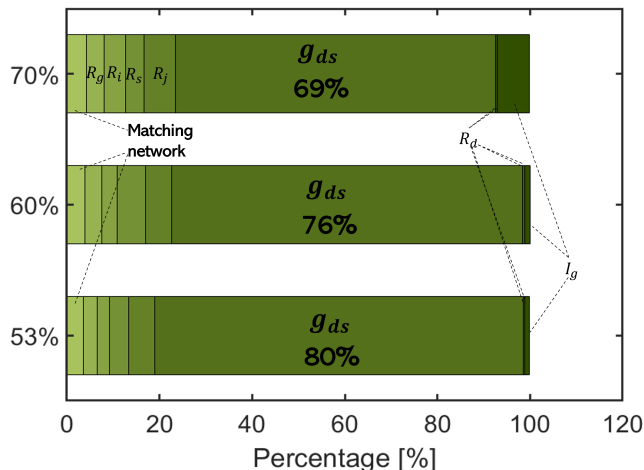 70%
R_g R_i R_s R_j
g_ds
69%
Matching
network
R_d
60%
g_ds
76%
I_g
53%
g_ds
80%
0 20 40 60 80 100 120
Percentage [%]